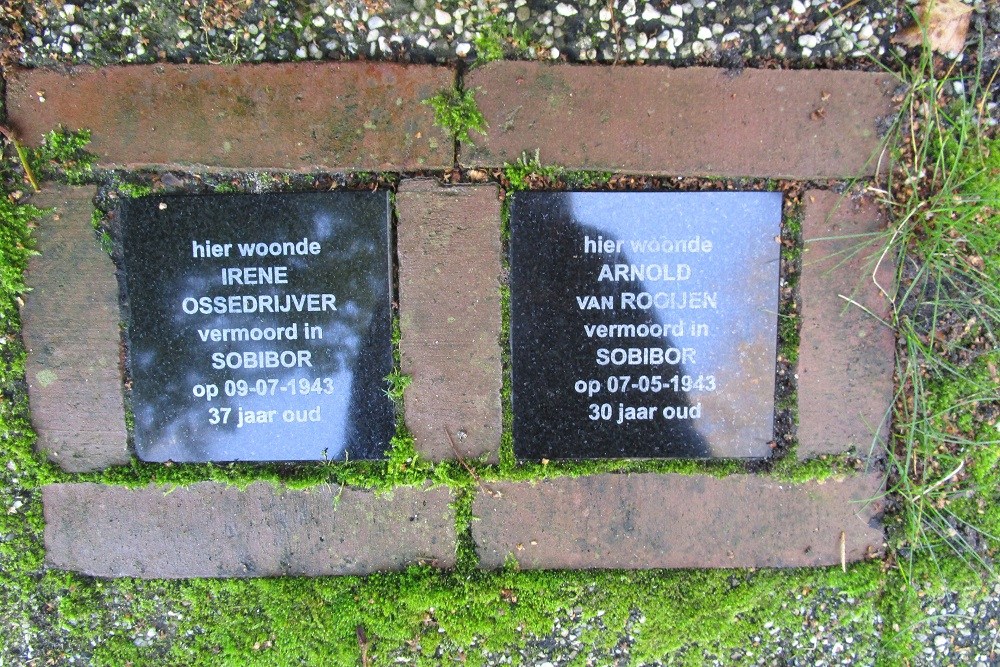 hier woonde
IRENE
OSSEDRIJVER
vermoord in
SOBIBOR
op 09-07-1943
37 jaar oud
hier woonde
ARNOLD
VAN ROOIJEN
vermoord in
SOBIBOR
op 07-05-1943
30 jaar oud